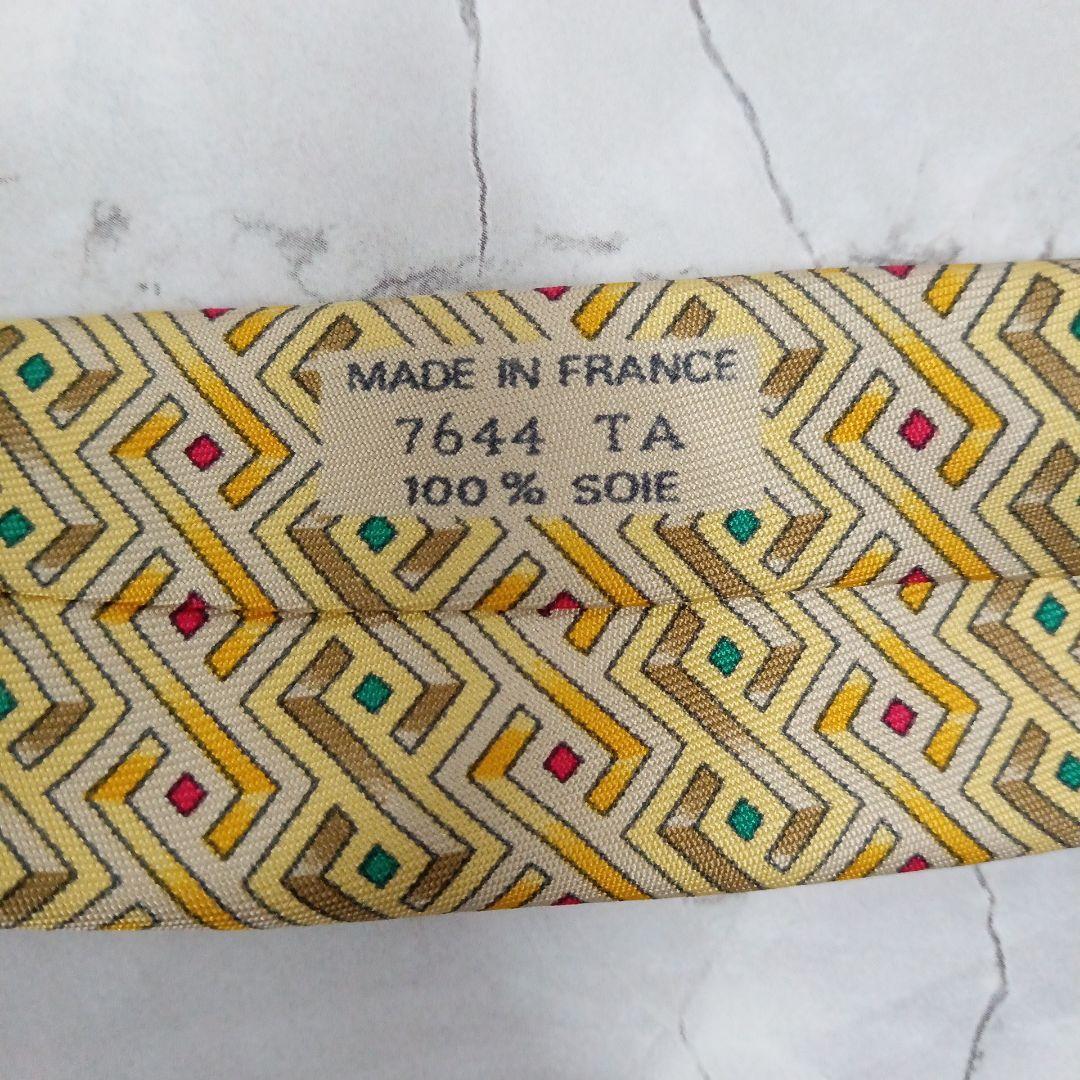 MADE IN FRANCE
7644 TA
100% SOIE